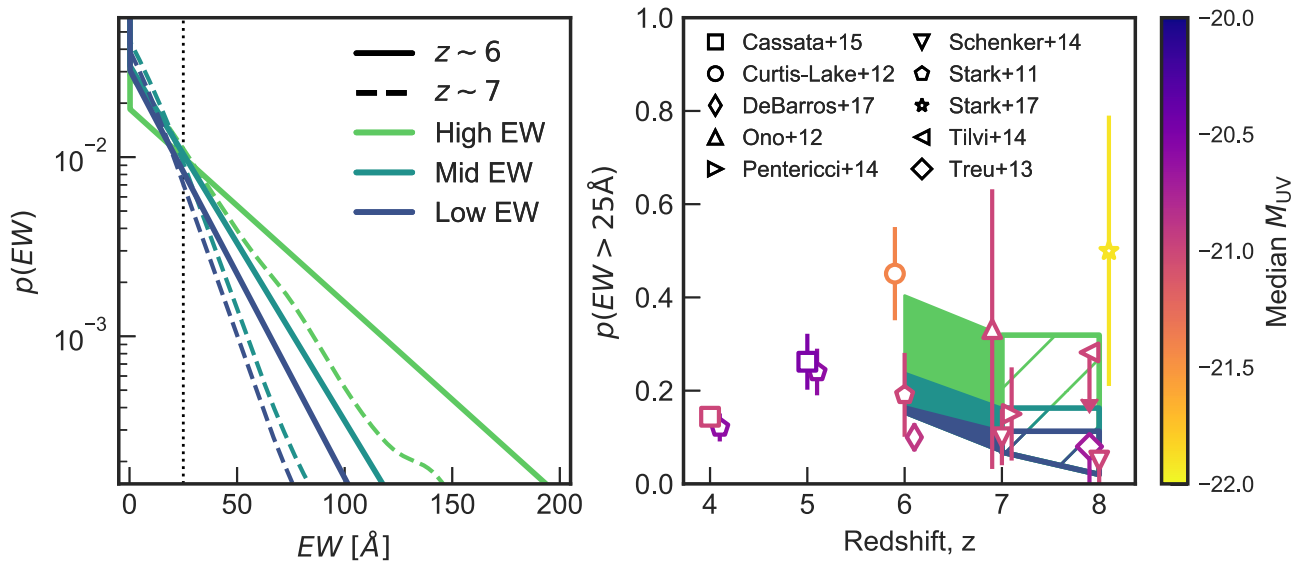 p(EW)
10⁻²
10⁻³
0
50
100
150
200
EW [Å]
z ~ 6
z ~ 7
High EW
Mid EW
Low EW
p(EW > 25Å)
1.0
0.8
0.6
0.4
0.2
0.0
4
5
6
7
8
Redshift, z
Cassata+15
Curtis-Lake+12
DeBarros+17
Ono+12
Pentericci+14
Schenker+14
Stark+11
Stark+17
Tilvi+14
Treu+13
−20.0
−20.5
−21.0
−21.5
−22.0
Median M_UV